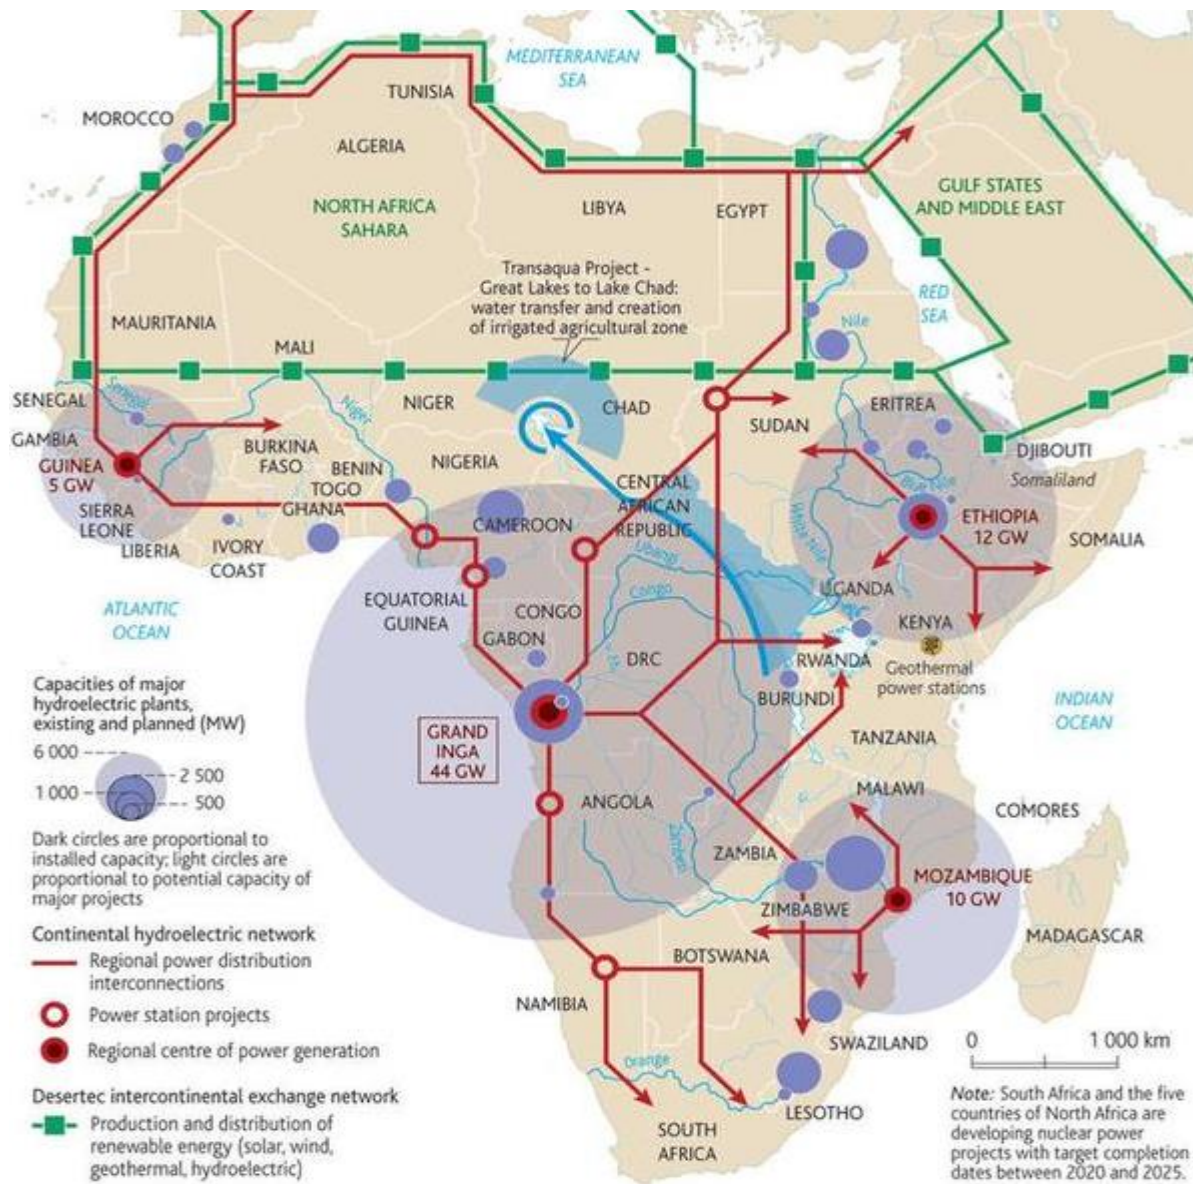 MEDITERRANEAN
SEA
TUNISIA
MOROCCO
ALGERIA
NORTH AFRICA
SAHARA
LIBYA
EGYPT
GULF STATES
AND MIDDLE EAST
Transaqua Project -
Great Lakes to Lake Chad:
water transfer and creation
of irrigated agricultural zone
RED
SEA
Nile
MAURITANIA
MALI
SENEGAL
Senegal
Niger
NIGER
CHAD
SUDAN
ERITREA
GAMBIA
GUINEA
5 GW
BURKINA
FASO
BENIN
TOGO
GHANA
NIGERIA
DJIBOUTI
Somaliland
Blue Nile
CENTRAL
AFRICAN
REPUBLIC
CAMEROON
White Nile
ETHIOPIA
12 GW
SOMALIA
SIERRA
LEONE
LIBERIA
IVORY
COAST
Ubangi
Congo
UGANDA
ATLANTIC
OCEAN
EQUATORIAL
GUINEA
CONGO
GABON
DRC
KENYA
RWANDA
Geothermal
power stations
BURUNDI
INDIAN
OCEAN
GRAND
INGA
44 GW
TANZANIA
MALAWI
COMORES
ANGOLA
Zambezi
ZAMBIA
MOZAMBIQUE
10 GW
ZIMBABWE
BOTSWANA
MADAGASCAR
NAMIBIA
SWAZILAND
Orange
LESOTHO
SOUTH
AFRICA
Capacities of major
hydroelectric plants,
existing and planned (MW)
6 000
2 500
1 000
500
Dark circles are proportional to
installed capacity; light circles are
proportional to potential capacity of
major projects
Continental hydroelectric network
Regional power distribution
interconnections
Power station projects
Regional centre of power generation
Desertec intercontinental exchange network
Production and distribution of
renewable energy (solar, wind,
geothermal, hydroelectric)
0 1 000 km
Note: South Africa and the five
countries of North Africa are
developing nuclear power
projects with target completion
dates between 2020 and 2025.